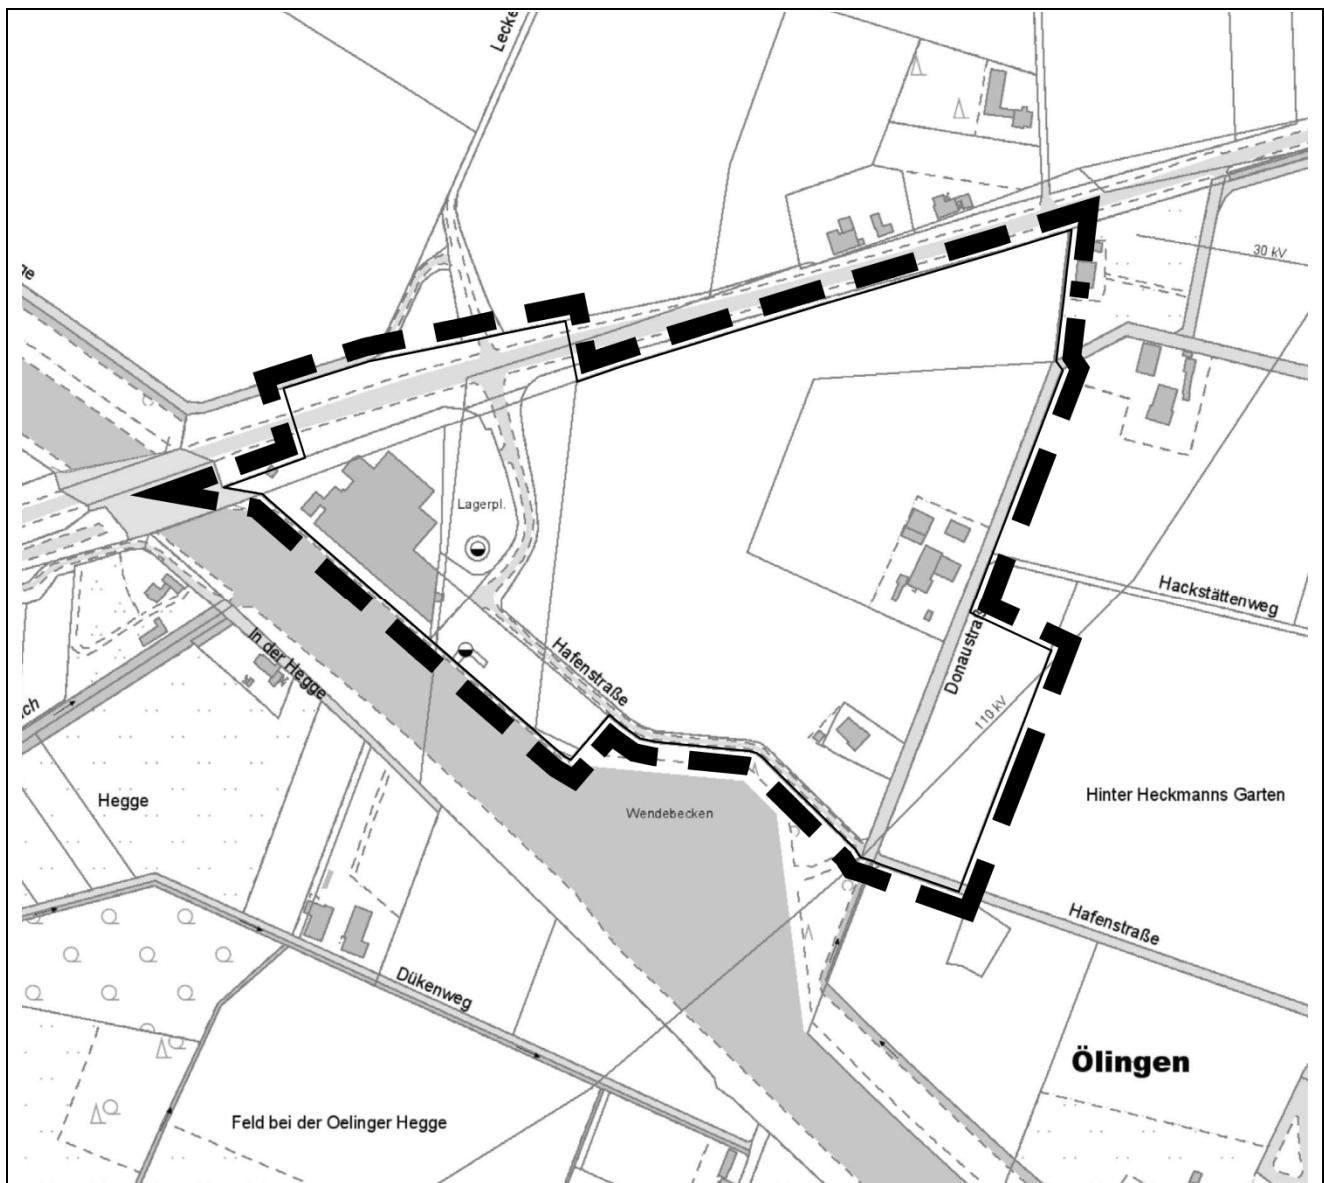 Lecke
30 kV
Lagerpl.
Hackstättenweg
In der Hegge
Hafenstraße
Donaustraß
110 kV
Hegge
Wendebecken
Hinter Heckmanns Garten
Hafenstraße
Dükenweg
Ölingen
Feld bei der Oelinger Hegge